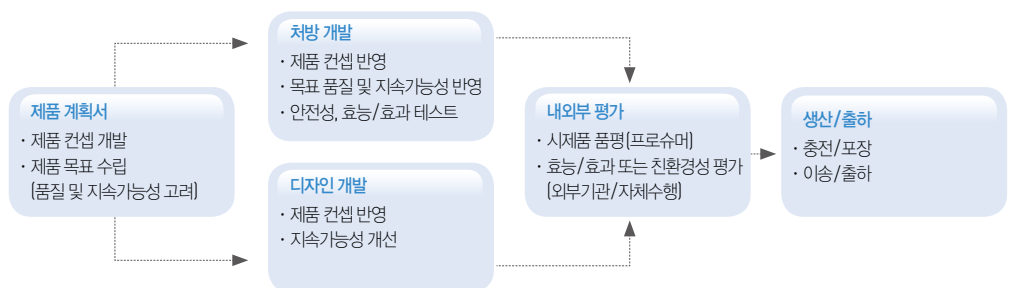 제품 계획서
· 제품 컨셉 개발
· 제품 목표 수립
(품질 및 지속가능성 고려)
처방 개발
· 제품 컨셉 반영
· 목표 품질 및 지속가능성 반영
· 안전성, 효능/효과 테스트
디자인 개발
· 제품 컨셉 반영
· 지속가능성 개선
내외부 평가
· 시제품 품평(프로슈머)
· 효능/효과 또는 친환경성 평가
(외부기관/자체수행)
생산/출하
· 충전/포장
· 이송/출하